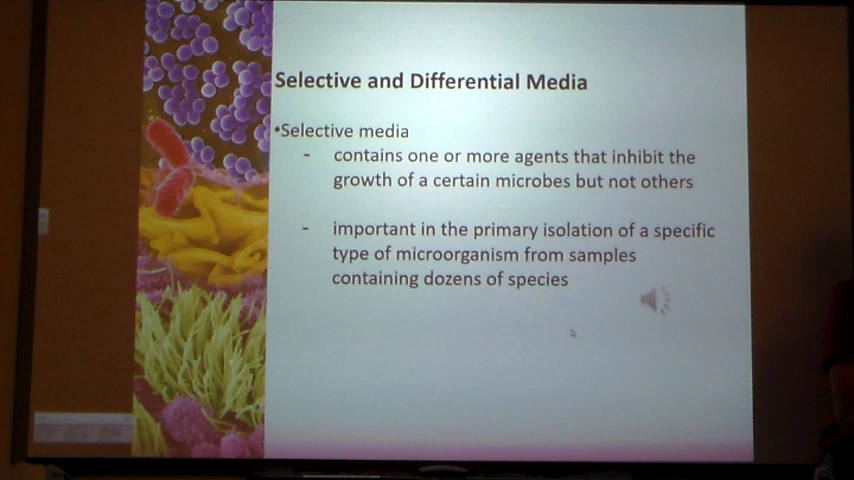 Selective and Differential Media
•Selective media
- contains one or more agents that inhibit the
growth of a certain microbes but not others
- important in the primary isolation of a specific
type of microorganism from samples
containing dozens of species